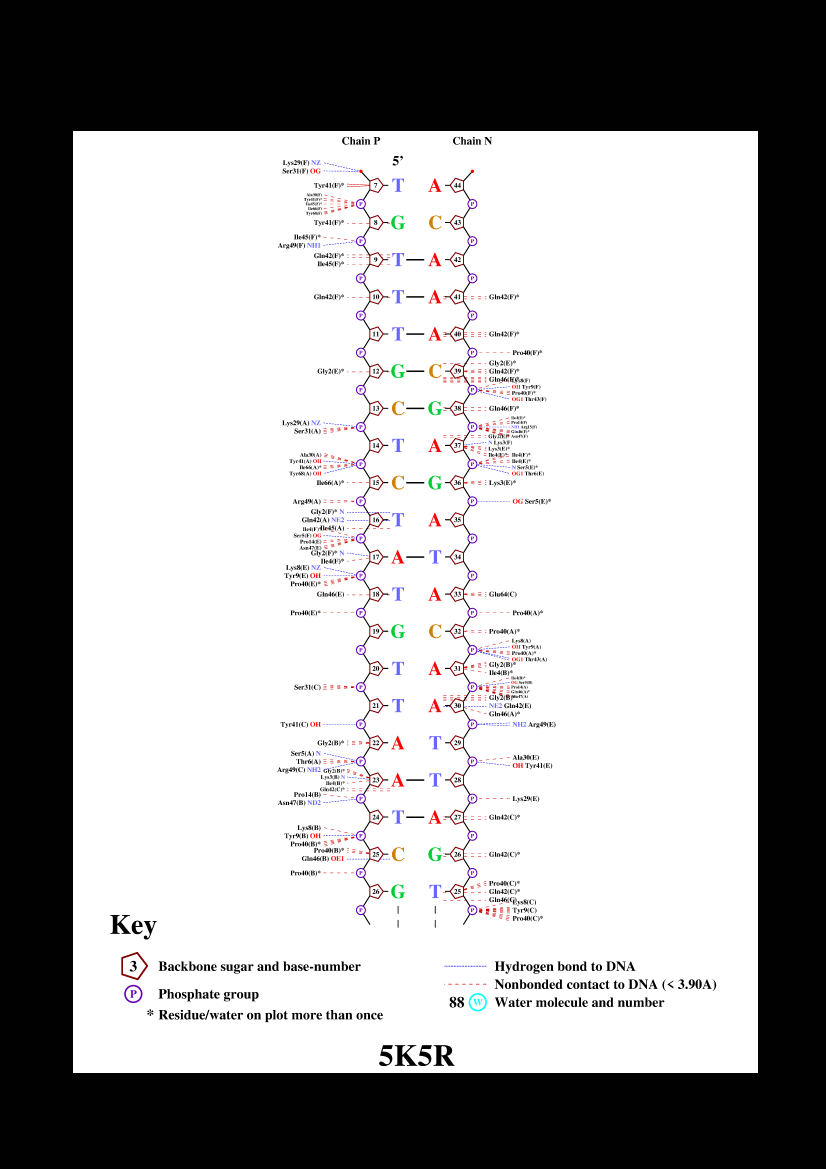 Chain P Chain N
5’
Lys29(F) NZ
Ser31(F) OG
Tyr41(F)* 7 T A 44
P P
Tyr41(F)* 8 G C 43
Ile45(F)*
Arg49(F) NH1 P P
Gln42(F)*
Ile45(F)* 9 T A 42
P P
Gln42(F)* 10 T A 41 Gln42(F)*
P P
11 T A 40 Gln42(F)*
P P Pro40(F)*
Gly2(E)*
Gly2(E)* 12 G C 39 Gln42(F)*
P P OH Tyr9(F)
Pro40(F)*
OG1 Thr43(F)
13 C G 38 Gln46(F)*
Lys29(A) NZ
Ser31(A) P P
14 T A 37 N Lys3(F)
Lys3(E)*
Ala30(A)
Tyr41(A) OH P P Ile4(F)*
Ile66(A)* Ile4(E)*
Tyr68(A) OH N Ser5(E)*
OG1 Thr6(E)
Ile66(A)* 15 C G 36 Lys3(E)*
Arg49(A) P P OG Ser5(E)*
Gly2(F)* N
Gln42(A) NE2 16 T A 35
Ile45(A)
Ser5(F) OG P P
Pro14(E)
Asn47(E)
Gly2(F)* N
Ile4(F)* 17 A T 34
Lys8(E) NZ
Tyr9(E) OH P P
Pro40(E)*
Gln46(E) 18 T A 33 Glu64(C)
Pro40(E)* P P Pro40(A)*
19 G C 32 Pro40(A)*
Lys8(A)
P P OH Tyr9(A)
Pro40(A)*
OG1 Thr43(A)
Gly2(B)*
20 T A 31 Ile4(B)*
Ser31(C) P P
21 T A 30 NE2 Gln42(E)
Gln46(A)*
Tyr41(C) OH P P NH2 Arg49(E)
Gly2(B)* 22 A T 29
Ser5(A) N
Thr6(A) P P Ala30(E)
Arg49(C) NH2 OH Tyr41(E)
Gly2(B)*
Lys3(B) N 23 A T 28
Ile4(B)*
Gln42(C)*
Pro14(B)
Asn47(B) ND2 P P Lys29(E)
24 T A 27 Gln42(C)*
Lys8(B)
Tyr9(B) OH P P
Pro40(B)*
Pro40(B)*
Gln46(B) OE1 25 C G 26 Gln42(C)*
Pro40(B)* P P
Pro40(C)*
26 G T 25 Gln42(C)*
Lys8(C)
P P Tyr9(C)
Pro40(C)*
Key
3 Backbone sugar and base-number
P Phosphate group
* Residue/water on plot more than once
Hydrogen bond to DNA
Nonbonded contact to DNA (< 3.90A)
88 W Water molecule and number
5K5R